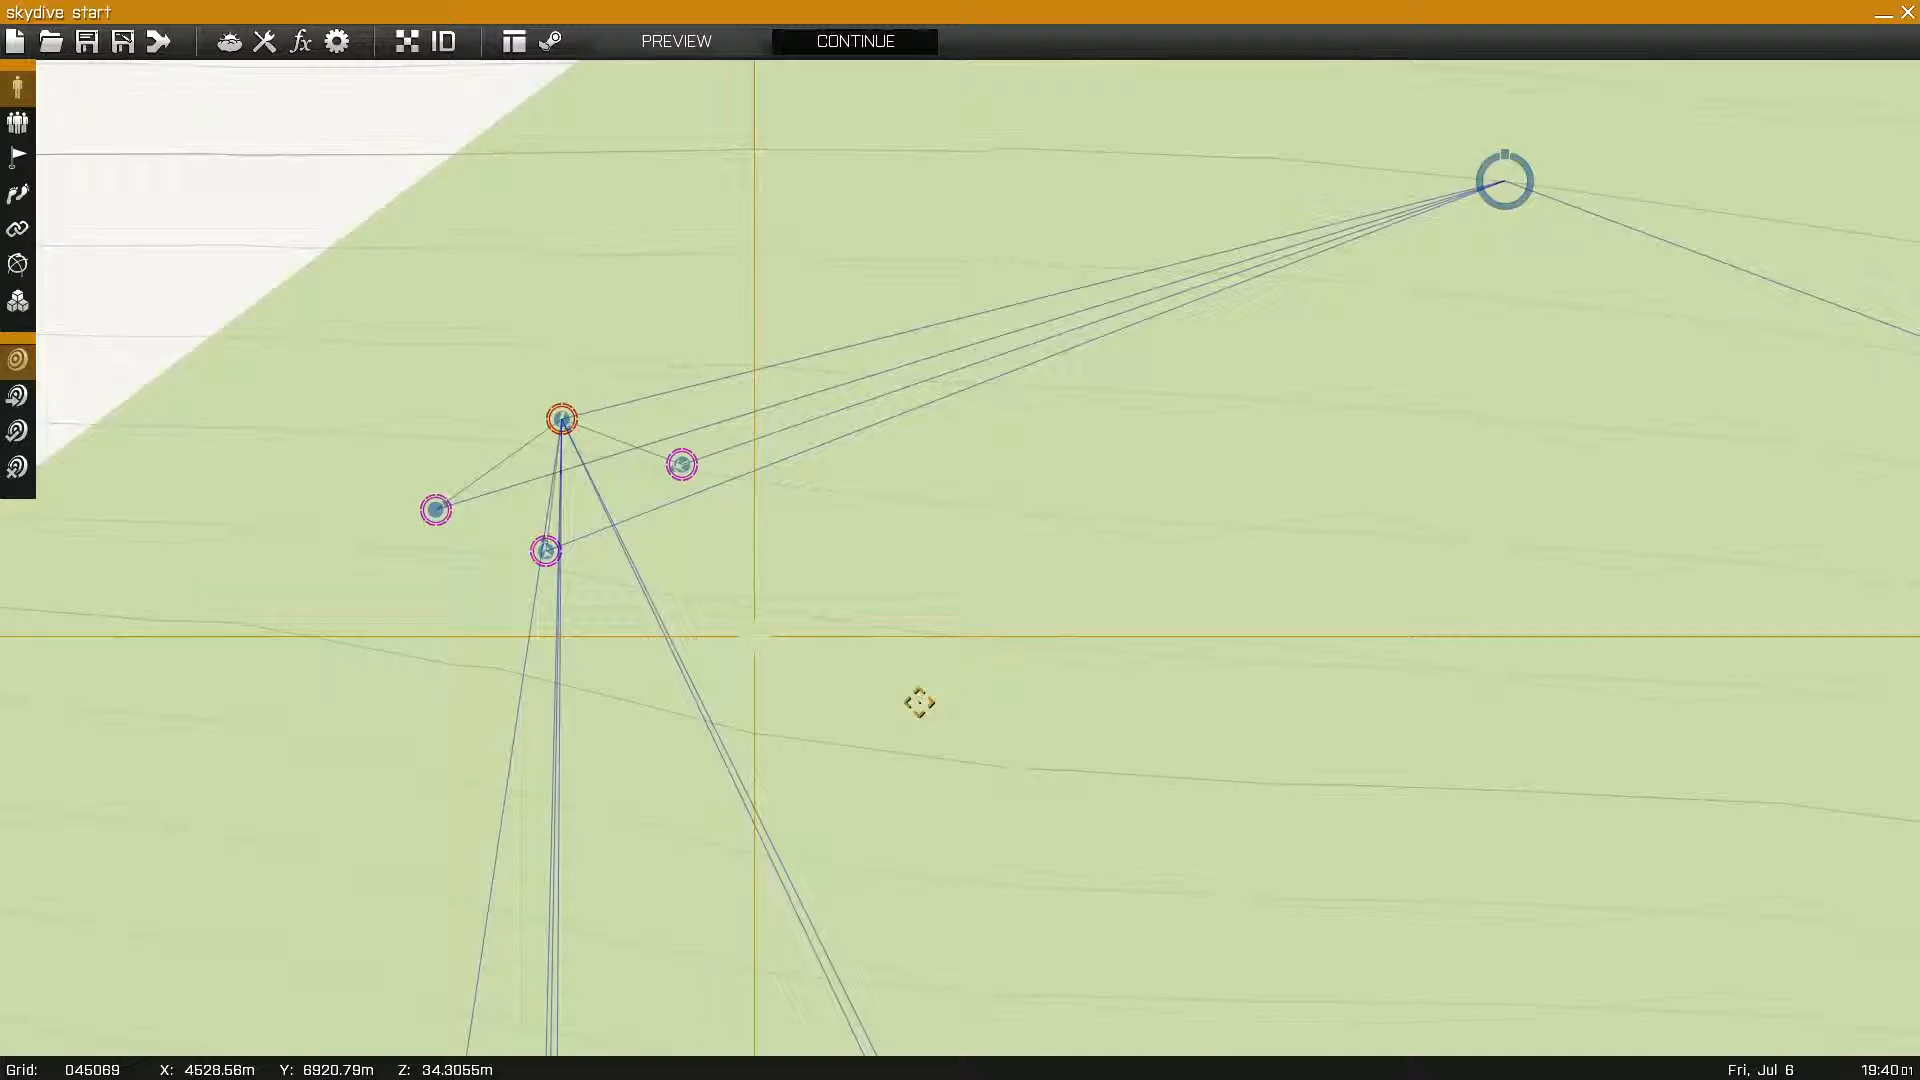 skydive start
fx
ID
PREVIEW
CONTINUE
Grid: 045069 X: 4528.56m Y: 6920.79m Z: 34.3055m
Fri, Jul 6 19:40:01